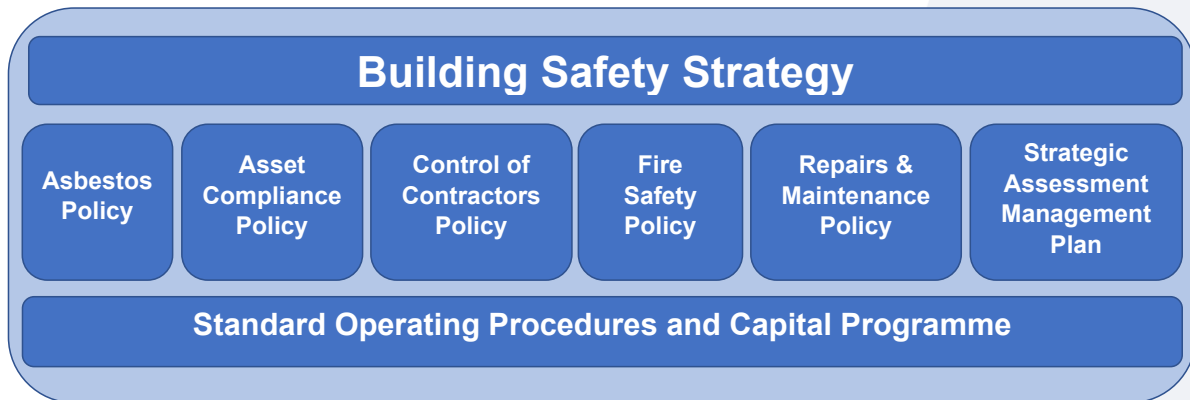 Building Safety Strategy
Asbestos
Policy
Asset
Compliance
Policy
Control of
Contractors
Policy
Fire
Safety
Policy
Repairs &
Maintenance
Policy
Strategic
Assessment
Management
Plan
Standard Operating Procedures and Capital Programme